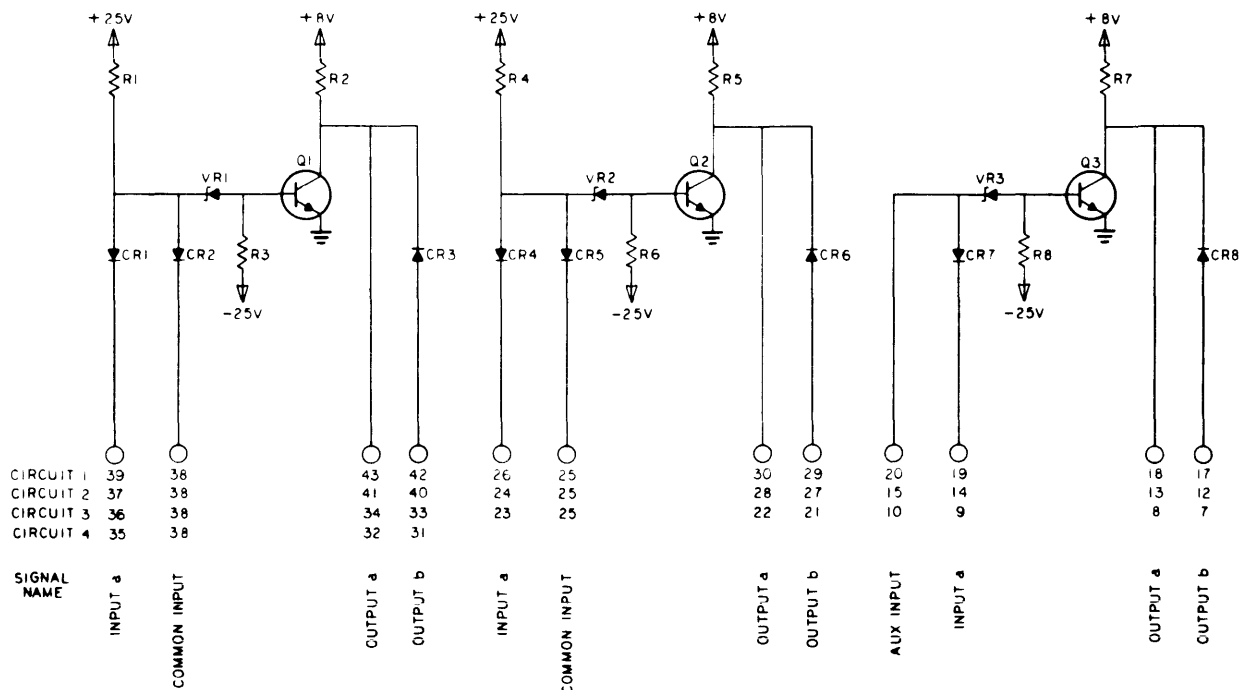 +25V +8V +25V +8V +8V
R1 R2 R4 R5 R7
Q1 Q2 Q3
VR1 VR2 VR3
CR1 CR2 R3 CR3 CR4 CR5 R6 CR6 CR7 R8 CR8
-25V -25V -25V
CIRCUIT 1 39 38 43 42 26 25 30 29 20 19 18 17
CIRCUIT 2 37 38 41 40 24 25 28 27 15 14 13 12
CIRCUIT 3 36 38 34 33 23 25 22 21 10 9 8 7
CIRCUIT 4 35 38 32 31
SIGNAL
NAME
INPUT a
COMMON INPUT
OUTPUT a
OUTPUT b
INPUT a
COMMON INPUT
OUTPUT a
OUTPUT b
AUX INPUT
INPUT a
OUTPUT a
OUTPUT b